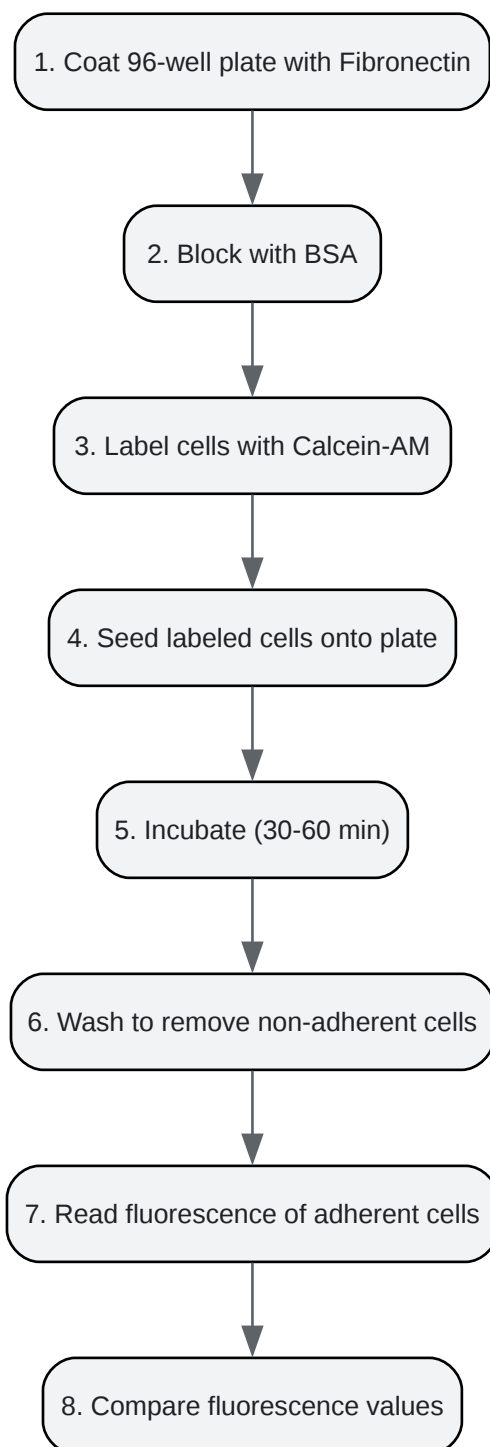 1. Coat 96-well plate with Fibronectin
2. Block with BSA
3. Label cells with Calcein-AM
4. Seed labeled cells onto plate
5. Incubate (30-60 min)
6. Wash to remove non-adherent cells
7. Read fluorescence of adherent cells
8. Compare fluorescence values